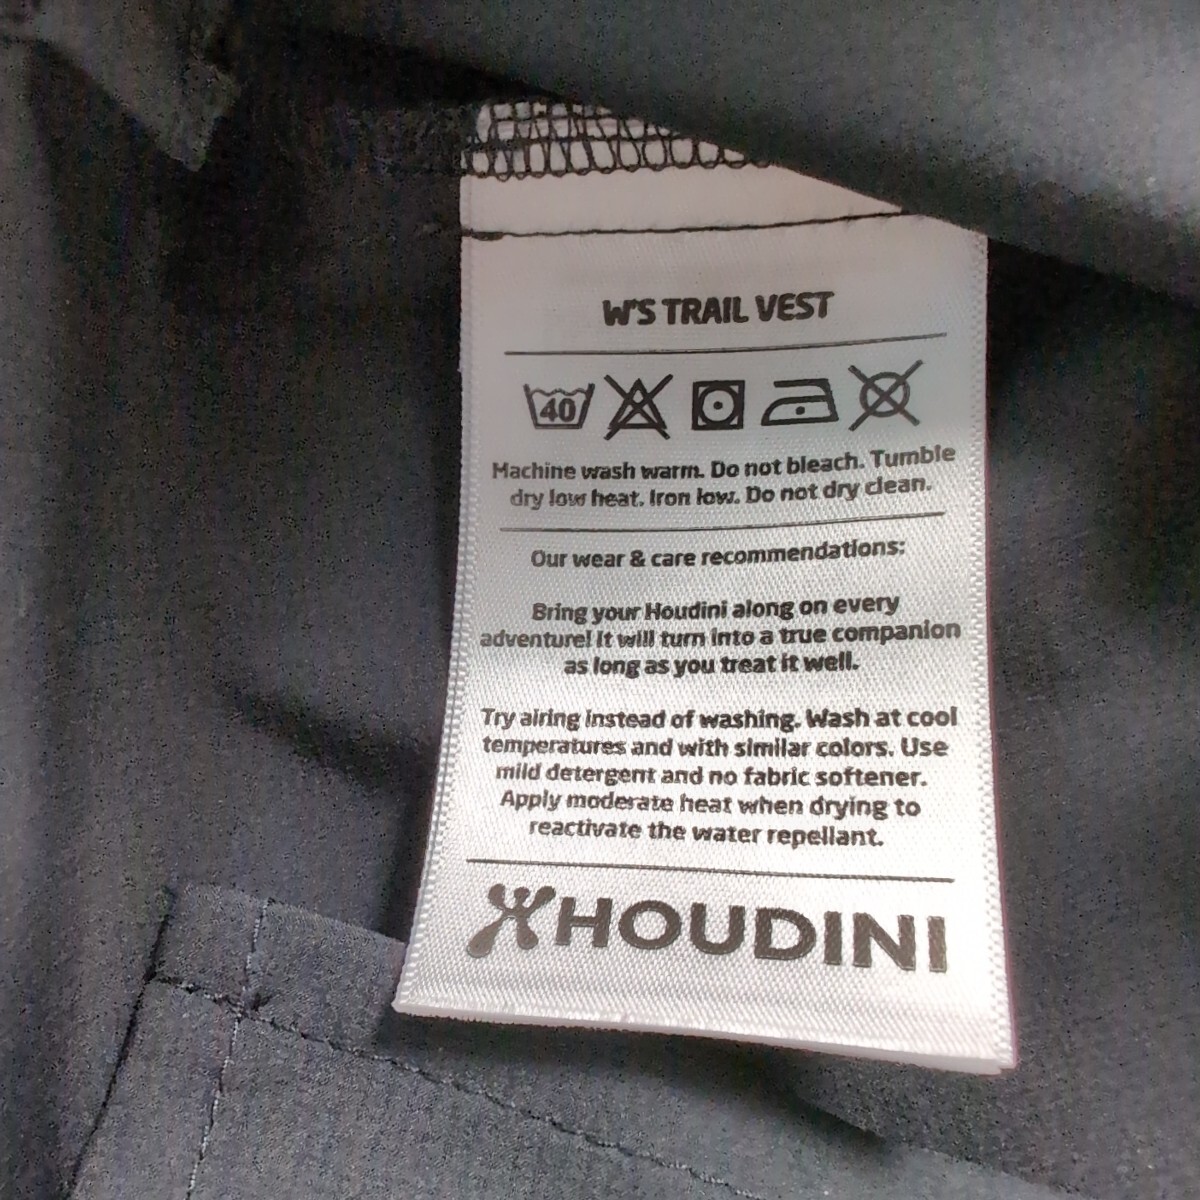 W'S TRAIL VEST
40
Machine wash warm. Do not bleach. Tumble
dry low heat. Iron low. Do not dry clean.
Our wear & care recommendations:
Bring your Houdini along on every
adventure! It will turn into a true companion
as long as you treat it well.
Try airing instead of washing. Wash at cool
temperatures and with similar colors. Use
mild detergent and no fabric softener.
Apply moderate heat when drying to
reactivate the water repellant.
HOUDINI